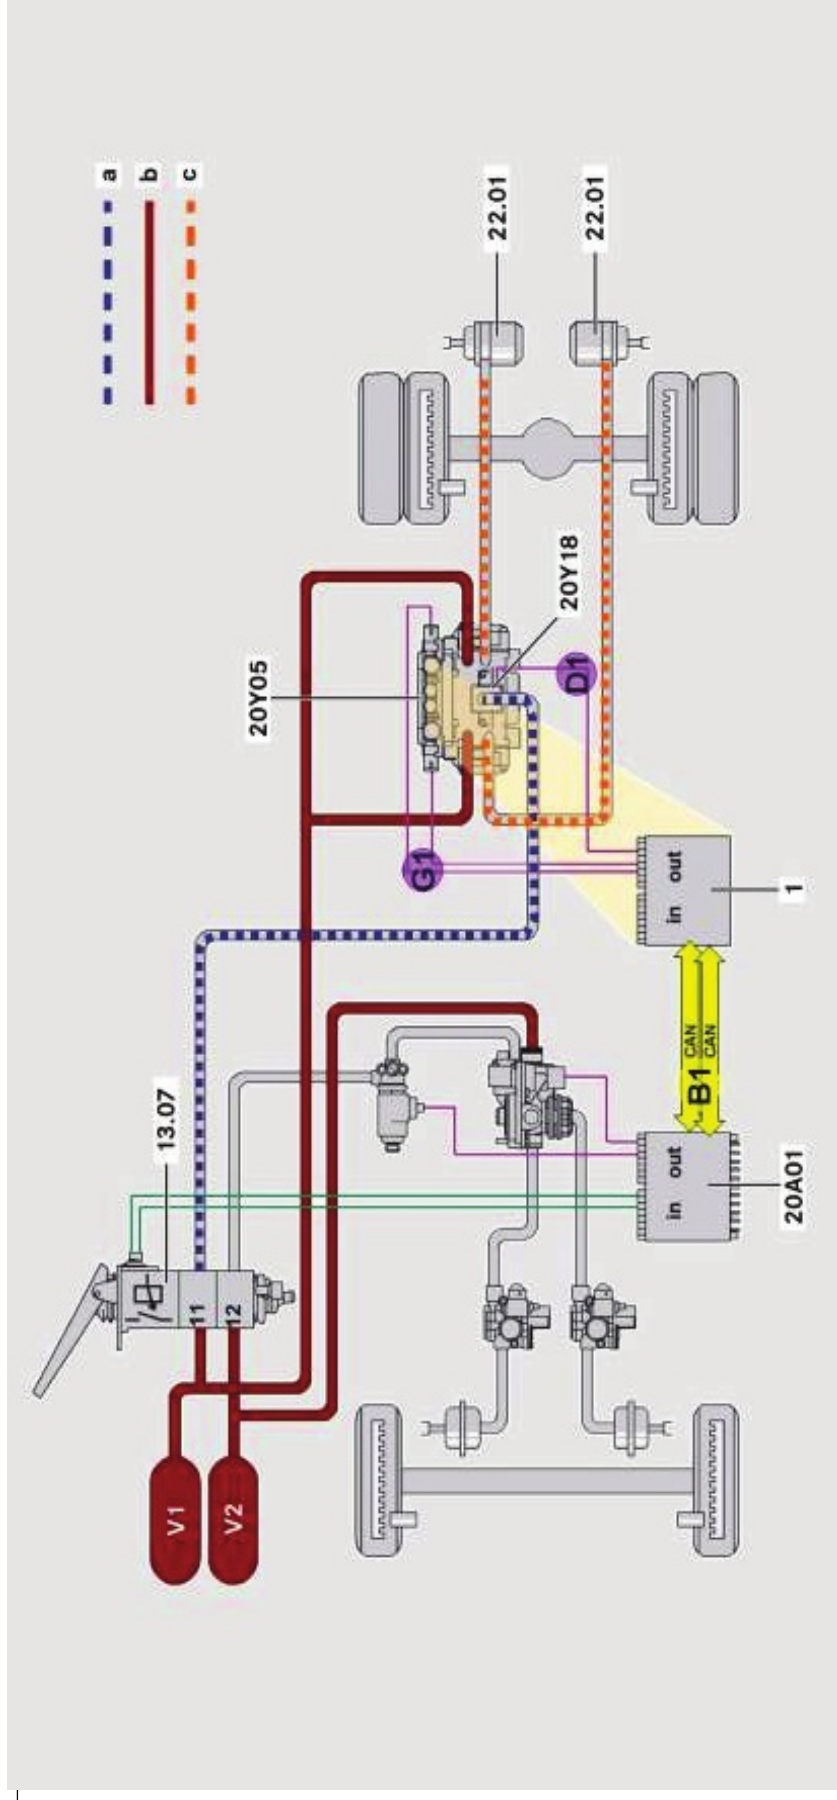 a
b
c
22.01
22.01
20Y18
20Y05
D1
G1
in out
1
CAN
B1 CAN
13.07
11
12
in out
20A01
V1
V2